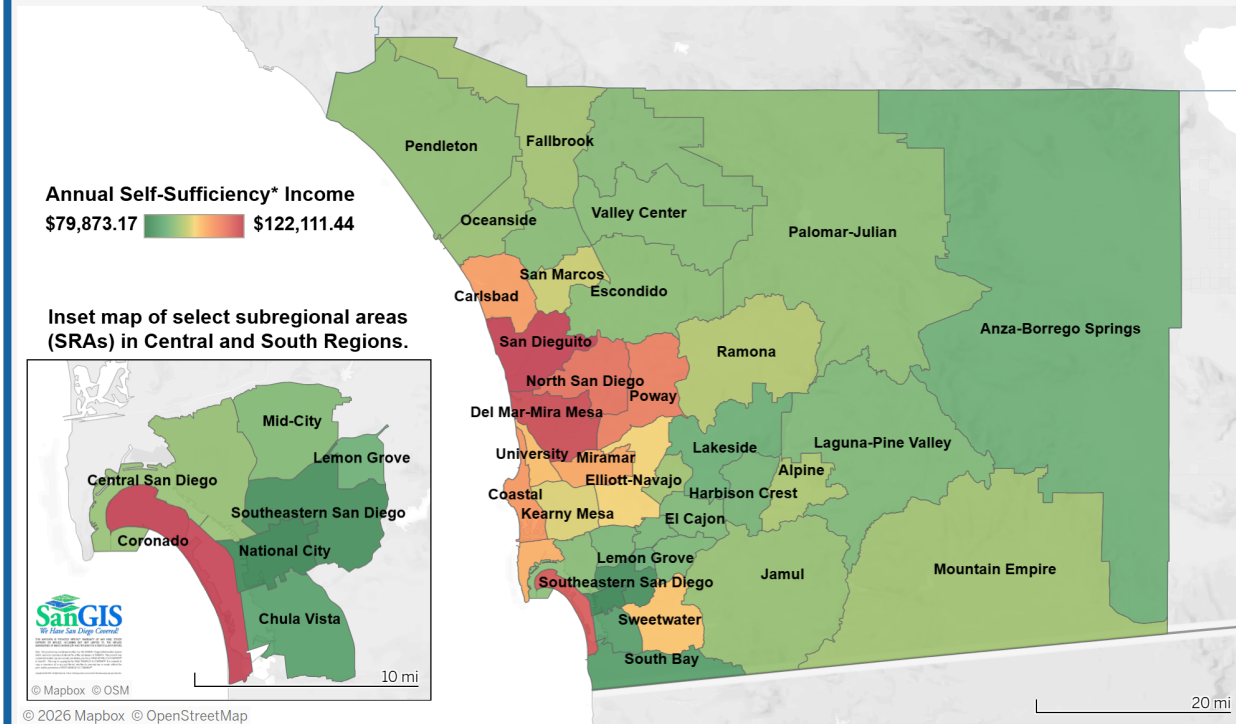 Pendleton
Fallbrook
Annual Self-Sufficiency* Income
$79,873.17
$122,111.44
Oceanside
Valley Center
Palomar-Julian
San Marcos
Carlsbad
Escondido
Inset map of select subregional areas
(SRAs) in Central and South Regions.
Anza-Borrego Springs
San Dieguito
Ramona
North San Diego
Poway
Del Mar-Mira Mesa
Mid-City
Lakeside
Laguna-Pine Valley
University
Miramar
Lemon Grove
Alpine
Central San Diego
Elliott-Navajo
Harbison Crest
Coastal
Southeastern San Diego
Kearny Mesa
El Cajon
Coronado
National City
Lemon Grove
Mountain Empire
Jamul
Southeastern San Diego
SanGIS
We Have San Diego Covered!
Chula Vista
Sweetwater
South Bay
10 mi
© Mapbox © OSM
20 mi
© 2026 Mapbox © OpenStreetMap